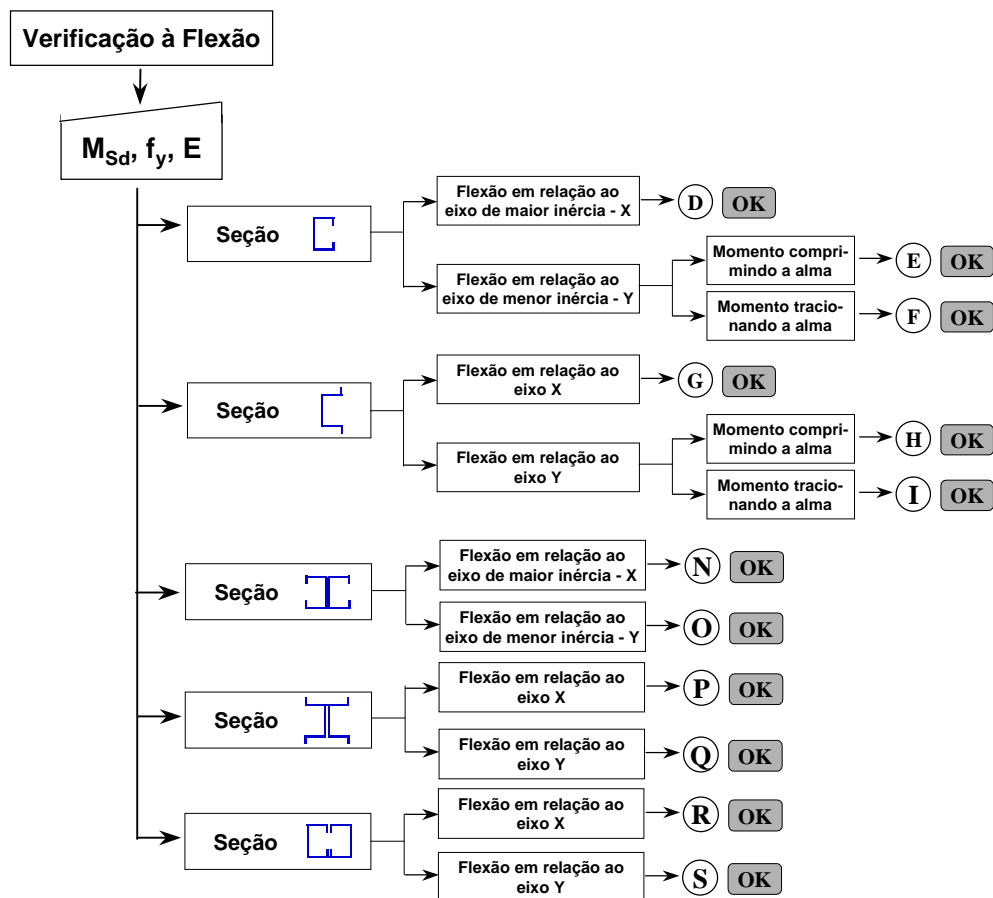 Verificação à Flexão
M_Sd, f_y, E
Seção
Flexão em relação ao
eixo de maior inércia - X
D
OK
Flexão em relação ao
eixo de menor inércia - Y
Momento compri-
mindo a alma
E
OK
Momento tracio-
nando a alma
F
OK
Seção
Flexão em relação ao
eixo X
G
OK
Flexão em relação ao
eixo Y
Momento compri-
mindo a alma
H
OK
Momento tracio-
nando a alma
I
OK
Seção
Flexão em relação ao
eixo de maior inércia - X
N
OK
Flexão em relação ao
eixo de menor inércia - Y
O
OK
Seção
Flexão em relação ao
eixo X
P
OK
Flexão em relação ao
eixo Y
Q
OK
Seção
Flexão em relação ao
eixo X
R
OK
Flexão em relação ao
eixo Y
S
OK